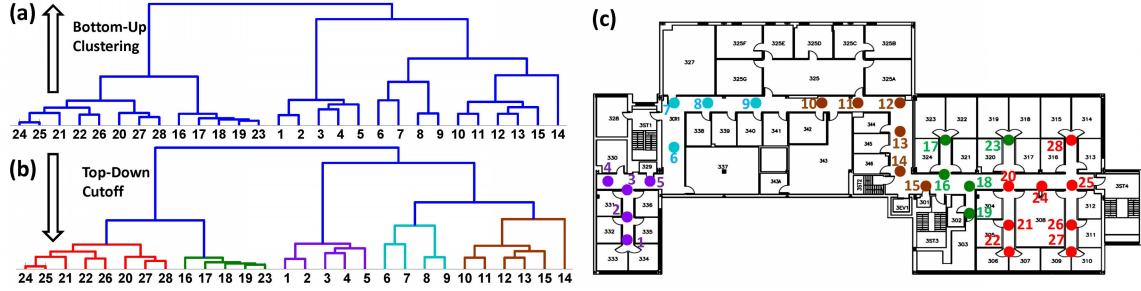 (a)
Bottom-Up
Clustering
24 25 21 22 26 20 27 28 16 17 18 19 23 1 2 3 4 5 6 7 8 9 10 11 12 13 15 14
(b)
Top-Down
Cutoff
24 25 21 22 26 20 27 28 16 17 18 19 23 1 2 3 4 5 6 7 8 9 10 11 12 13 15 14
(c)
325F 325E 325D 325C 325B
327
325G 325 325A
7 8 9 10 11 12
328 3ST1 30R1 338 339 340 341 342 344 323 322 319 318 315 314
13
345 343
17 23 28
330 329 6 337 346 14 324 321 320 317 316 313
4 3 5 343A 3ST2 15 16 18 20 24 25 3ST4
331 336 2 3EV1 301 302 19 304 308 312
332 335 1 3ST3 303 305 21 26 311
22 27
333 334 306 307 309 310